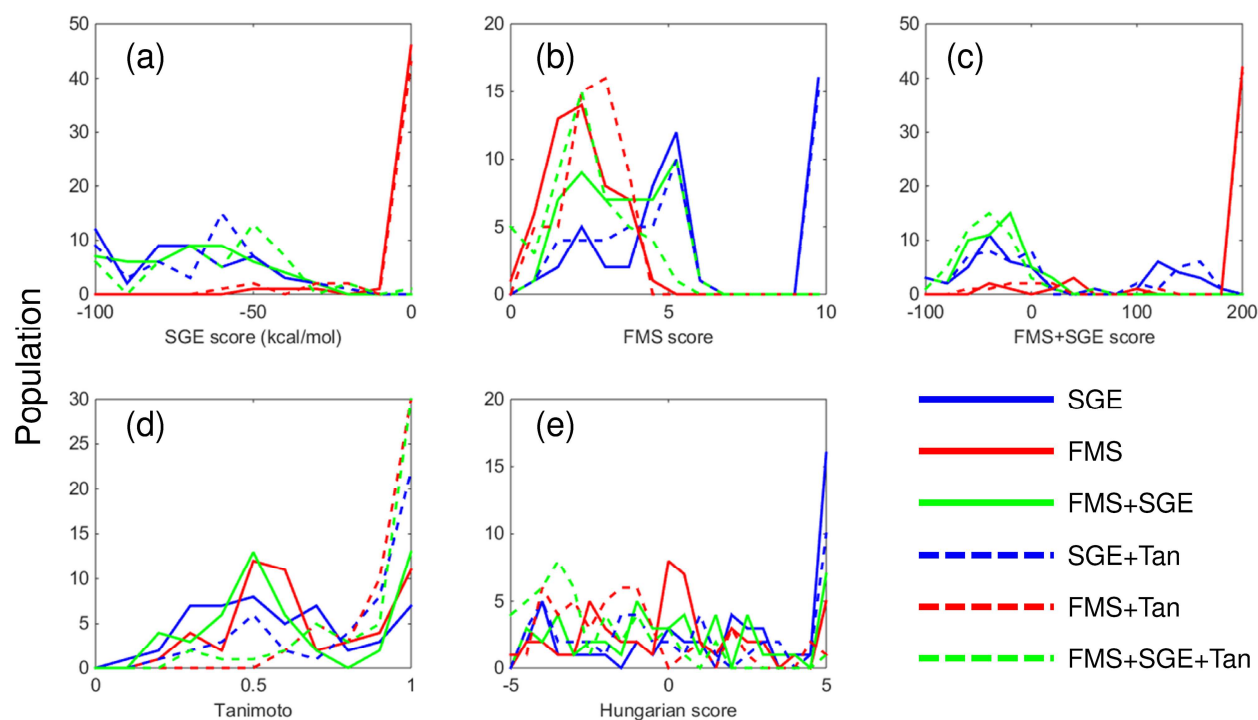 Population
(a)
50
40
30
20
10
0
-100 -50 0
SGE score (kcal/mol)
(b)
20
15
10
5
0
0 5 10
FMS score
(c)
50
40
30
20
10
0
-100 0 100 200
FMS+SGE score
(d)
30
25
20
15
10
5
0
0 0.5 1
Tanimoto
(e)
20
15
10
5
0
-5 0 5
Hungarian score
SGE
FMS
FMS+SGE
SGE+Tan
FMS+Tan
FMS+SGE+Tan